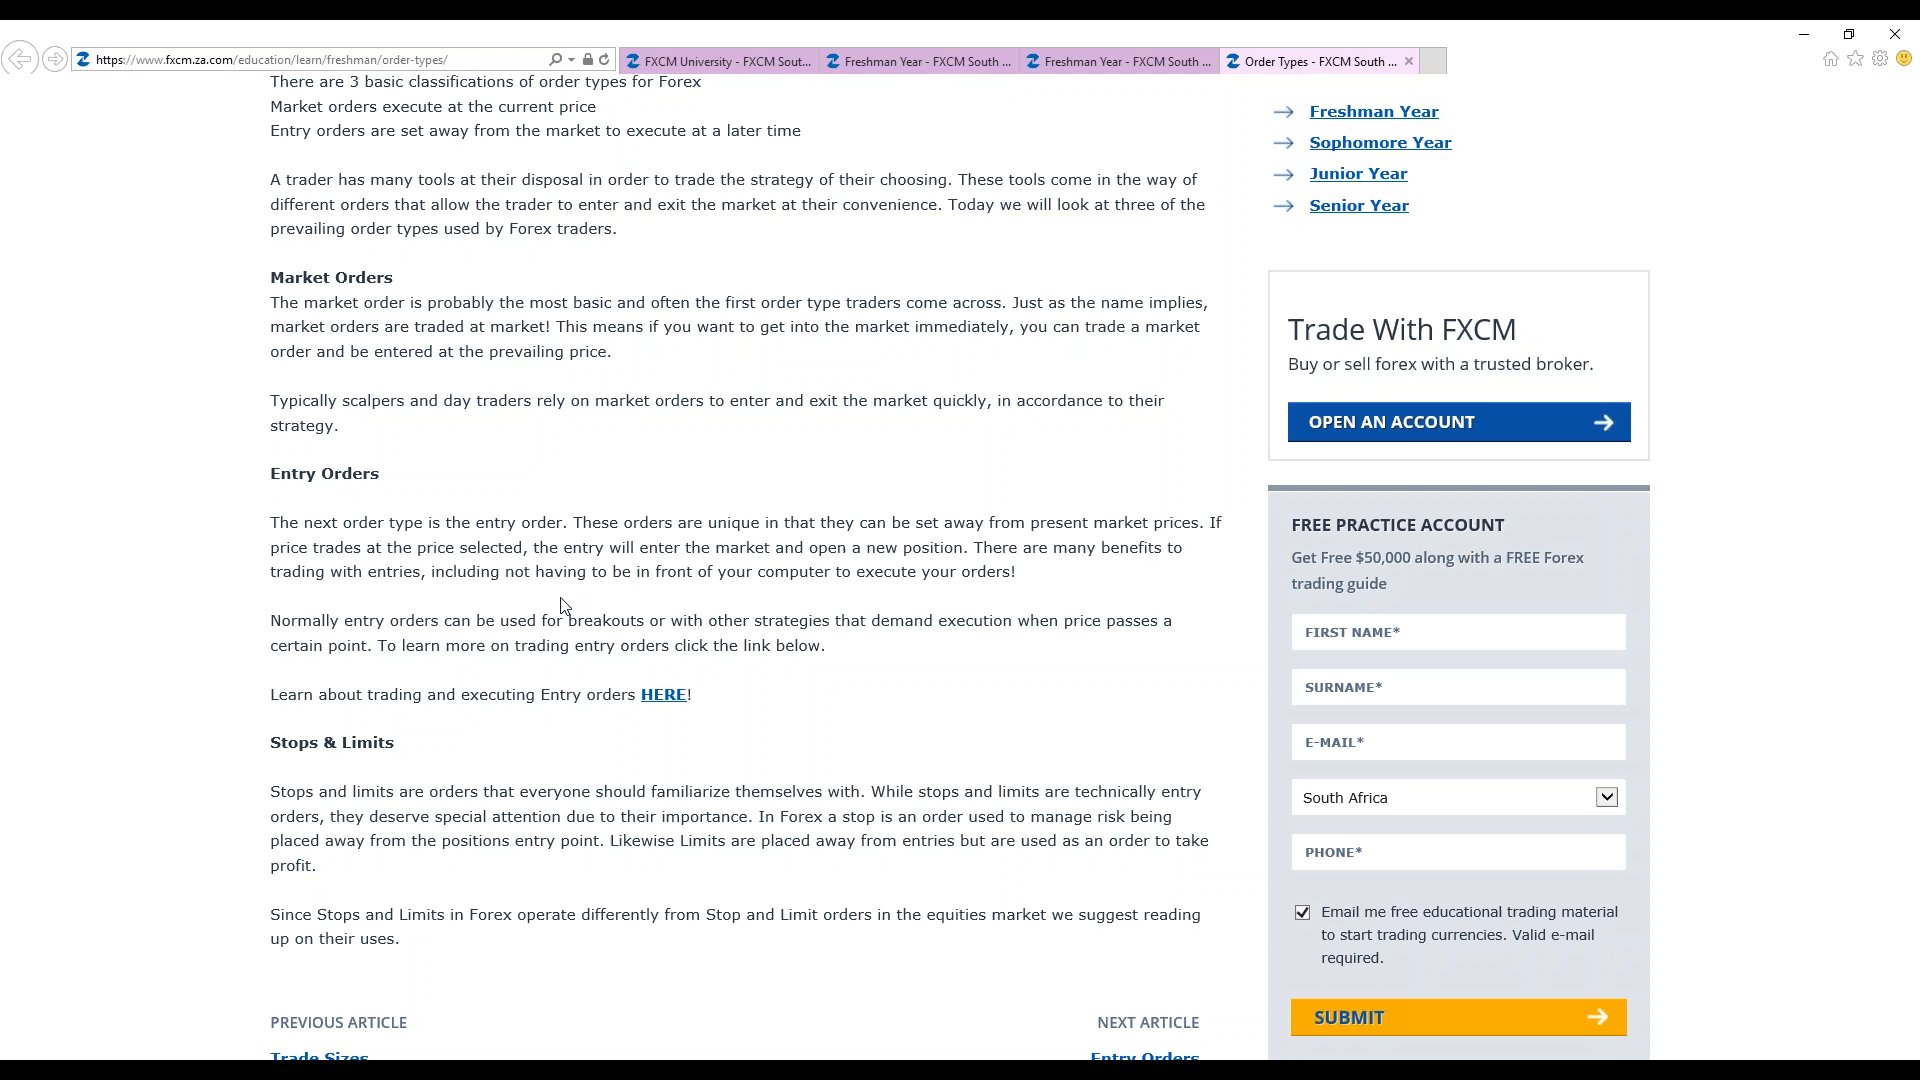 https://www.fxcm.za.com/education/learn/freshman/order-types/
FXCM University - FXCM Sout...
Freshman Year - FXCM South ...
Freshman Year - FXCM South ...
Order Types - FXCM South ...
There are 3 basic classifications of order types for Forex
Market orders execute at the current price
Entry orders are set away from the market to execute at a later time
A trader has many tools at their disposal in order to trade the strategy of their choosing. These tools come in the way of
different orders that allow the trader to enter and exit the market at their convenience. Today we will look at three of the
prevailing order types used by Forex traders.
Market Orders
The market order is probably the most basic and often the first order type traders come across. Just as the name implies,
market orders are traded at market! This means if you want to get into the market immediately, you can trade a market
order and be entered at the prevailing price.
Typically scalpers and day traders rely on market orders to enter and exit the market quickly, in accordance to their
strategy.
Entry Orders
The next order type is the entry order. These orders are unique in that they can be set away from present market prices. If
price trades at the price selected, the entry will enter the market and open a new position. There are many benefits to
trading with entries, including not having to be in front of your computer to execute your orders!
Normally entry orders can be used for breakouts or with other strategies that demand execution when price passes a
certain point. To learn more on trading entry orders click the link below.
Learn about trading and executing Entry orders HERE!
Stops & Limits
Stops and limits are orders that everyone should familiarize themselves with. While stops and limits are technically entry
orders, they deserve special attention due to their importance. In Forex a stop is an order used to manage risk being
placed away from the positions entry point. Likewise Limits are placed away from entries but are used as an order to take
profit.
Since Stops and Limits in Forex operate differently from Stop and Limit orders in the equities market we suggest reading
up on their uses.
PREVIOUS ARTICLE
NEXT ARTICLE
Trade Sizes
Entry Orders
Freshman Year
Sophomore Year
Junior Year
Senior Year
Trade With FXCM
Buy or sell forex with a trusted broker.
OPEN AN ACCOUNT
FREE PRACTICE ACCOUNT
Get Free $50,000 along with a FREE Forex
trading guide
FIRST NAME*
SURNAME*
E-MAIL*
South Africa
PHONE*
Email me free educational trading material
to start trading currencies. Valid e-mail
required.
SUBMIT